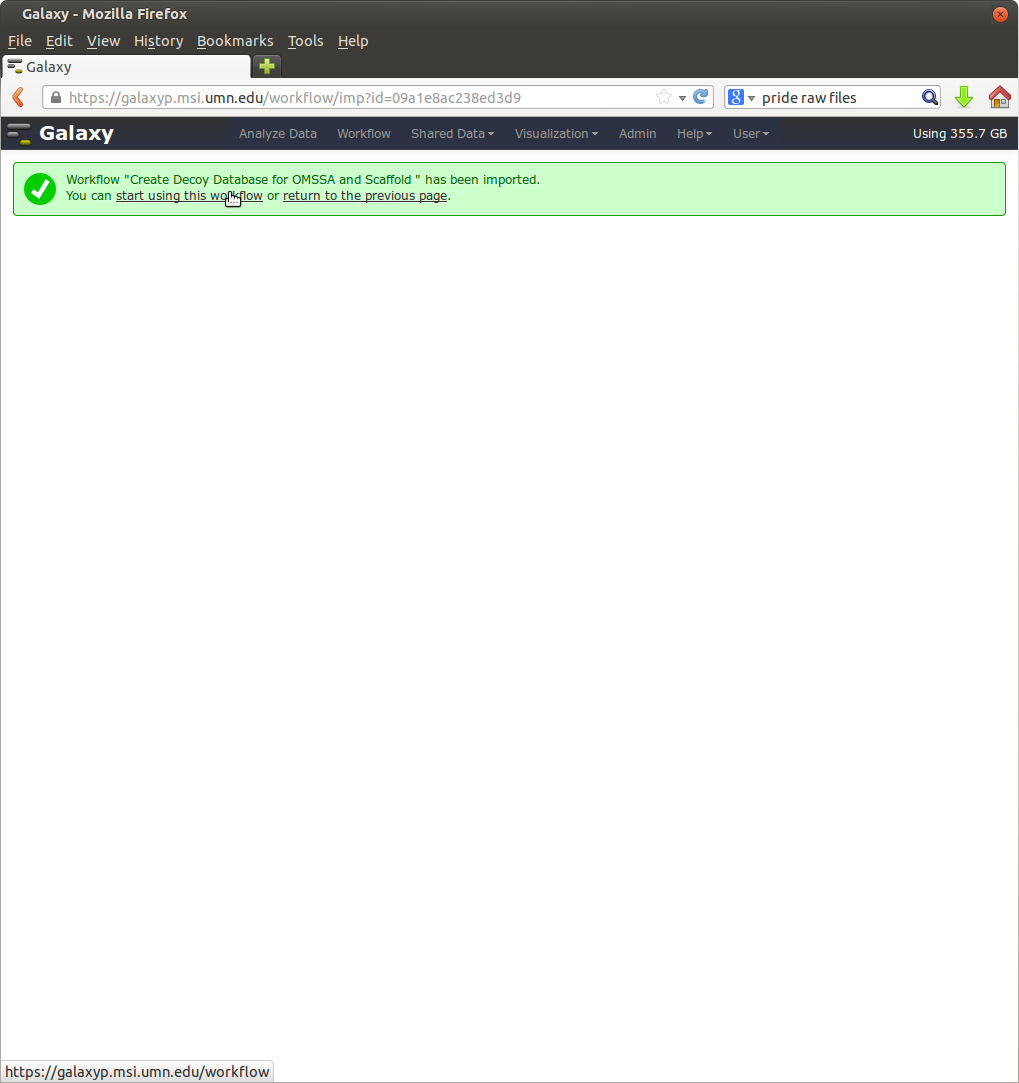 Galaxy - Mozilla Firefox
File Edit View History Bookmarks Tools Help
Galaxy
https://galaxyp.msi.umn.edu/workflow/imp?id=09a1e8ac238ed3d9 8 pride raw files
Galaxy Analyze Data Workflow Shared Data Visualization Admin Help User Using 355.7 GB
Workflow "Create Decoy Database for OMSSA and Scaffold " has been imported.
You can start using this workflow or return to the previous page.
https://galaxyp.msi.umn.edu/workflow